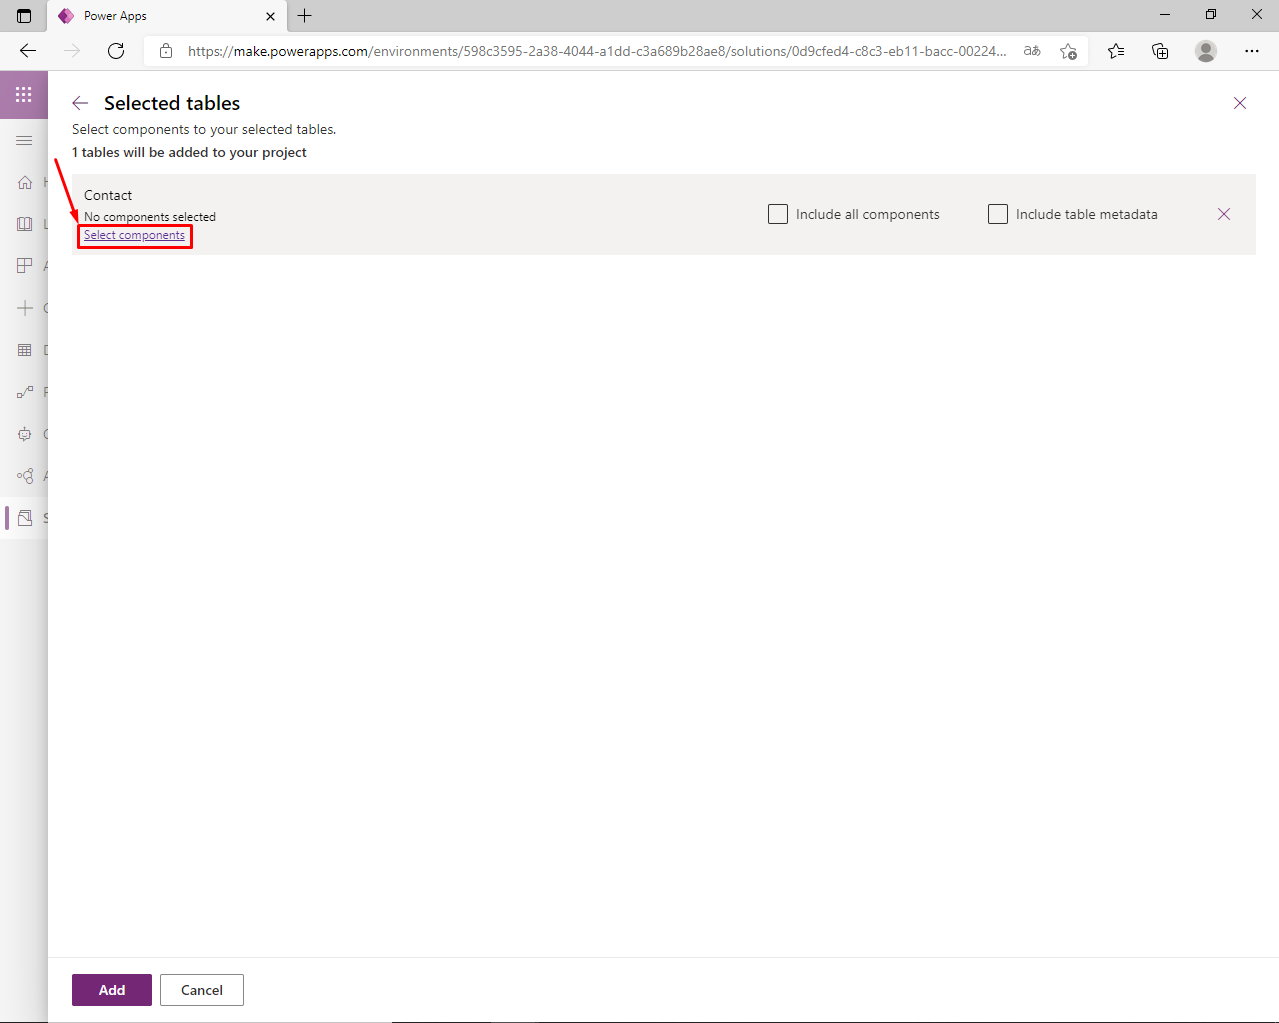 Power Apps
https://make.powerapps.com/environments/598c3595-2a38-4044-a1dd-c3a689b28ae8/solutions/0d9cfed4-c8c3-eb11-bacc-00224... aあ
Selected tables
Select components to your selected tables.
1 tables will be added to your project
Contact
No components selected
Select components
Include all components
Include table metadata
Add
Cancel